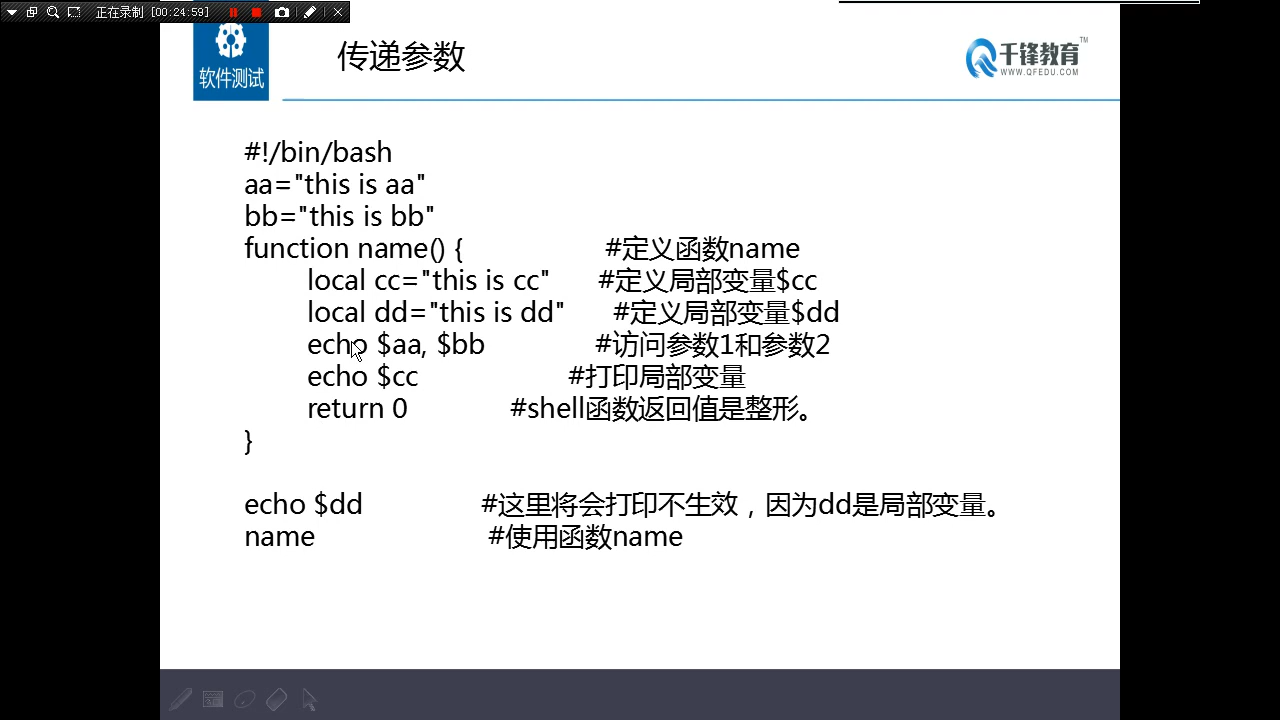 正在录制 [00:24:59]
软件测试
传递参数
千锋教育 TM
WWW.QFEDU.COM
#!/bin/bash
aa="this is aa"
bb="this is bb"
function name() { #定义函数name
local cc="this is cc" #定义局部变量$cc
local dd="this is dd" #定义局部变量$dd
echo $aa, $bb #访问参数1和参数2
echo $cc #打印局部变量
return 0 #shell函数返回值是整形。
}
echo $dd #这里将会打印不生效，因为dd是局部变量。
name #使用函数name